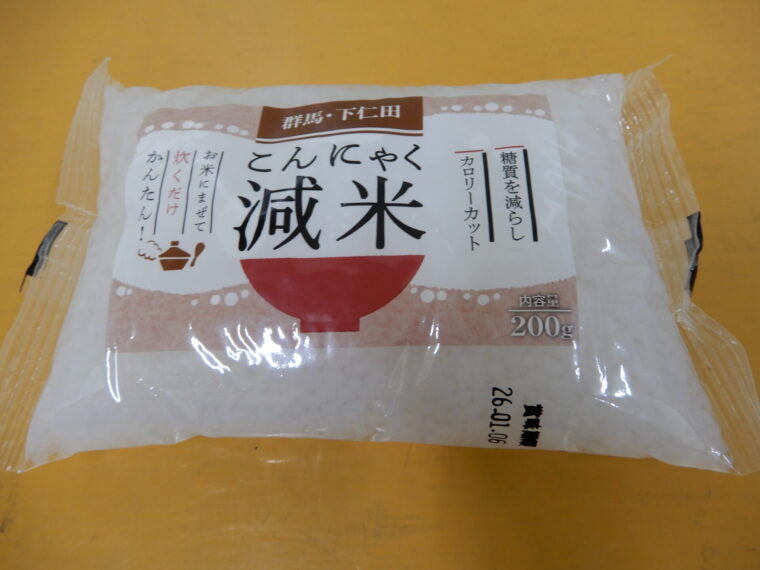 群馬・下仁田
こんにゃく
減米
糖質を減らし
カロリーカット
お米にまぜて
炊くだけ
かんたん！
内容量
200g
賞味期限
26.01.06